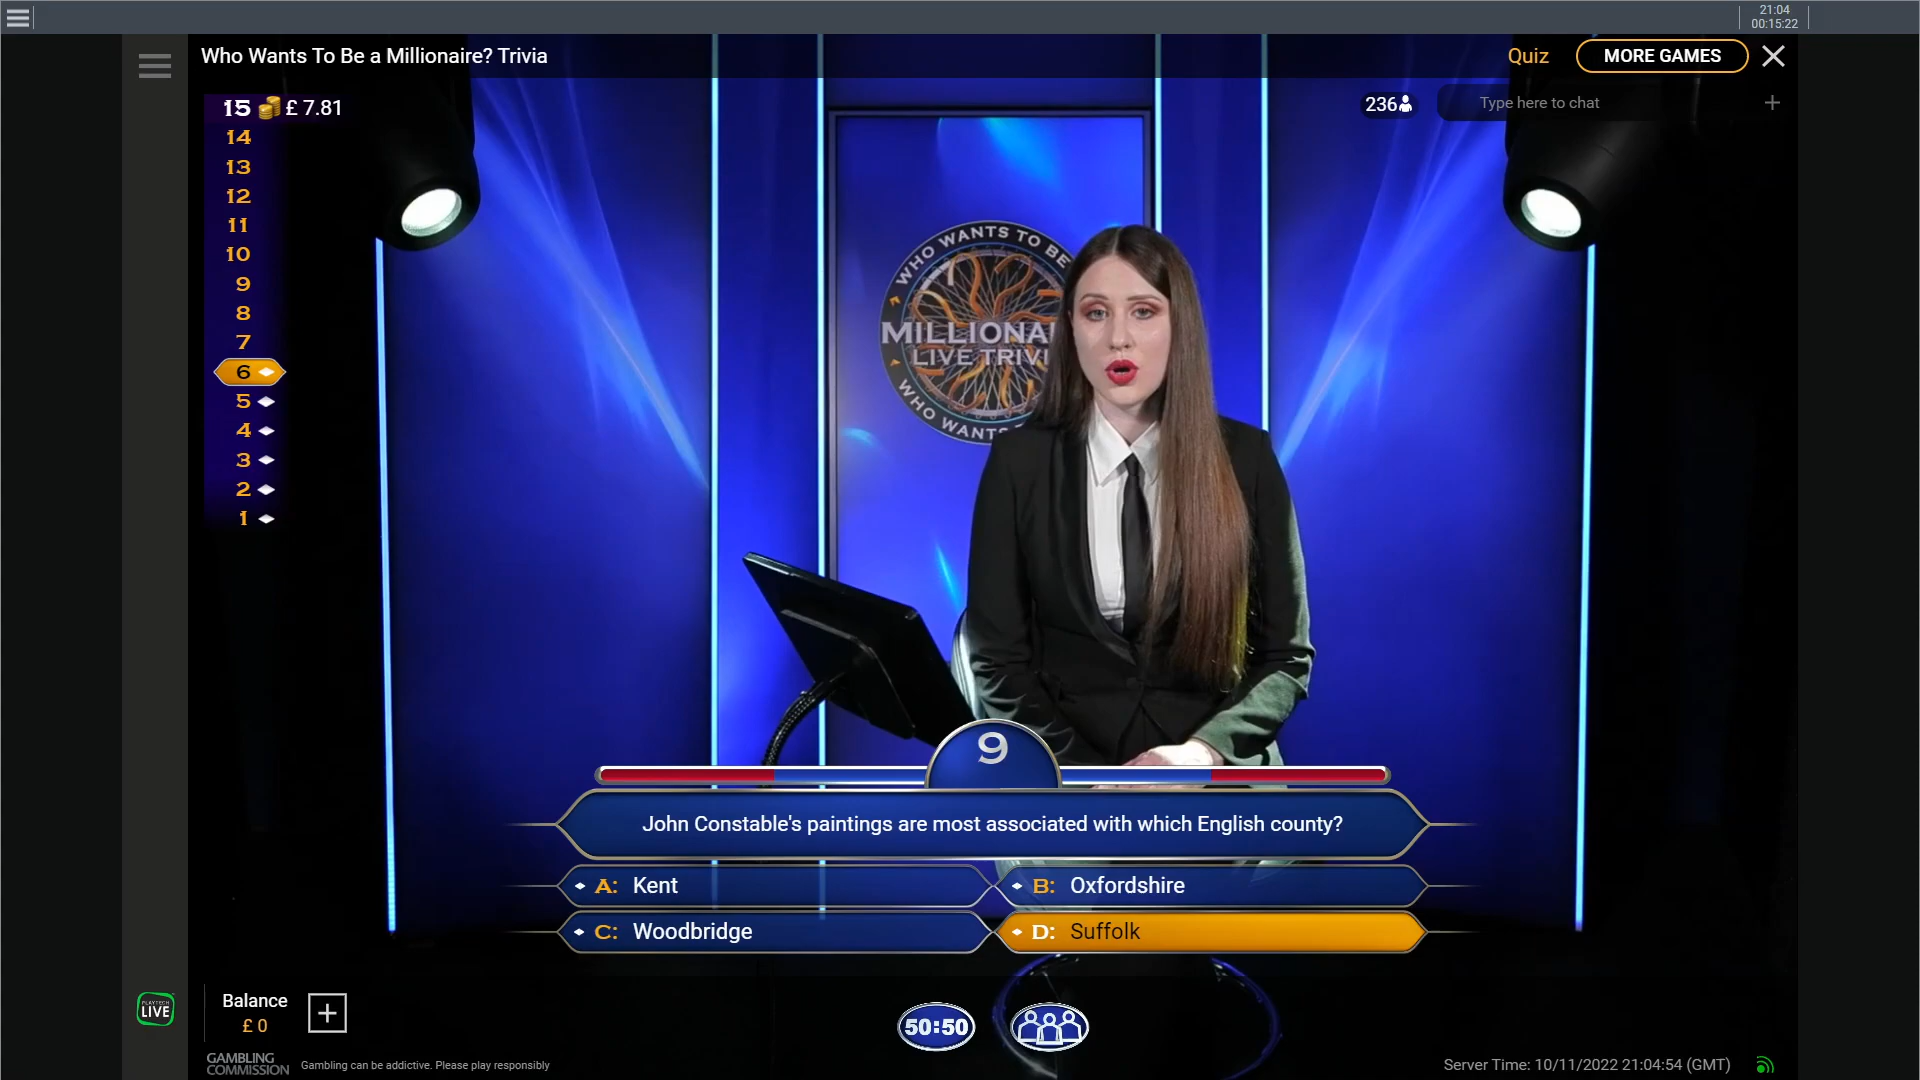 21:04
00:15:22
Who Wants To Be a Millionaire? Trivia
Quiz
MORE GAMES
15 £ 7.81
236
Type here to chat
14
13
12
11
10
9
8
7
6
5
4
3
2
1
WHO WANTS TO BE
MILLIONAI
LIVE TRIVI
WHO WANTS
9
John Constable's paintings are most associated with which English county?
A: Kent
B: Oxfordshire
C: Woodbridge
D: Suffolk
PLAYTECH
LIVE
Balance
£ 0
50:50
GAMBLING
COMMISSION
Gambling can be addictive. Please play responsibly
Server Time: 10/11/2022 21:04:54 (GMT)